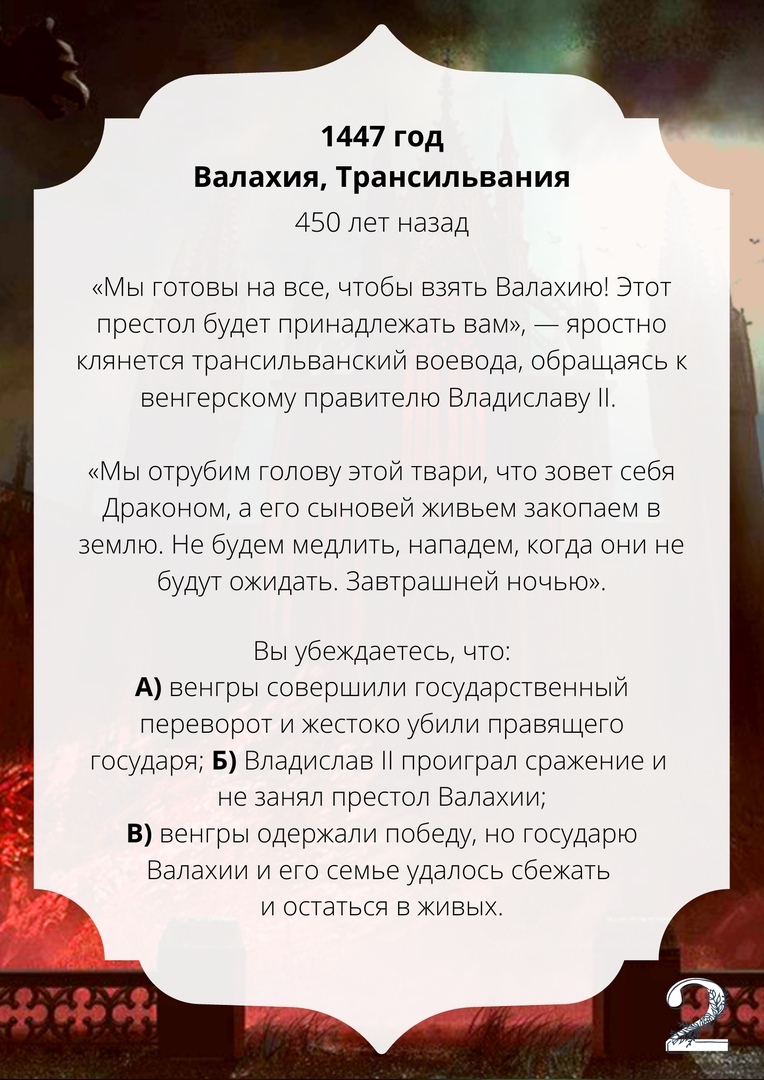 1447 год
Валахия, Трансильвания
450 лет назад
«Мы готовы на все, чтобы взять Валахию! Этот
престол будет принадлежать вам», — яростно
клянется трансильванский воевода, обращаясь к
венгерскому правителю Владиславу II.
«Мы отрубим голову этой твари, что зовет себя
Драконом, а его сыновей живьем закопаем в
землю. Не будем медлить, нападем, когда они не
будут ожидать. Завтрашней ночью».
Вы убеждаетесь, что:
А) венгры совершили государственный
переворот и жестоко убили правящего
государя; Б) Владислав II проиграл сражение и
не занял престол Валахии;
В) венгры одержали победу, но государю
Валахии и его семье удалось сбежать
и остаться в живых.
2